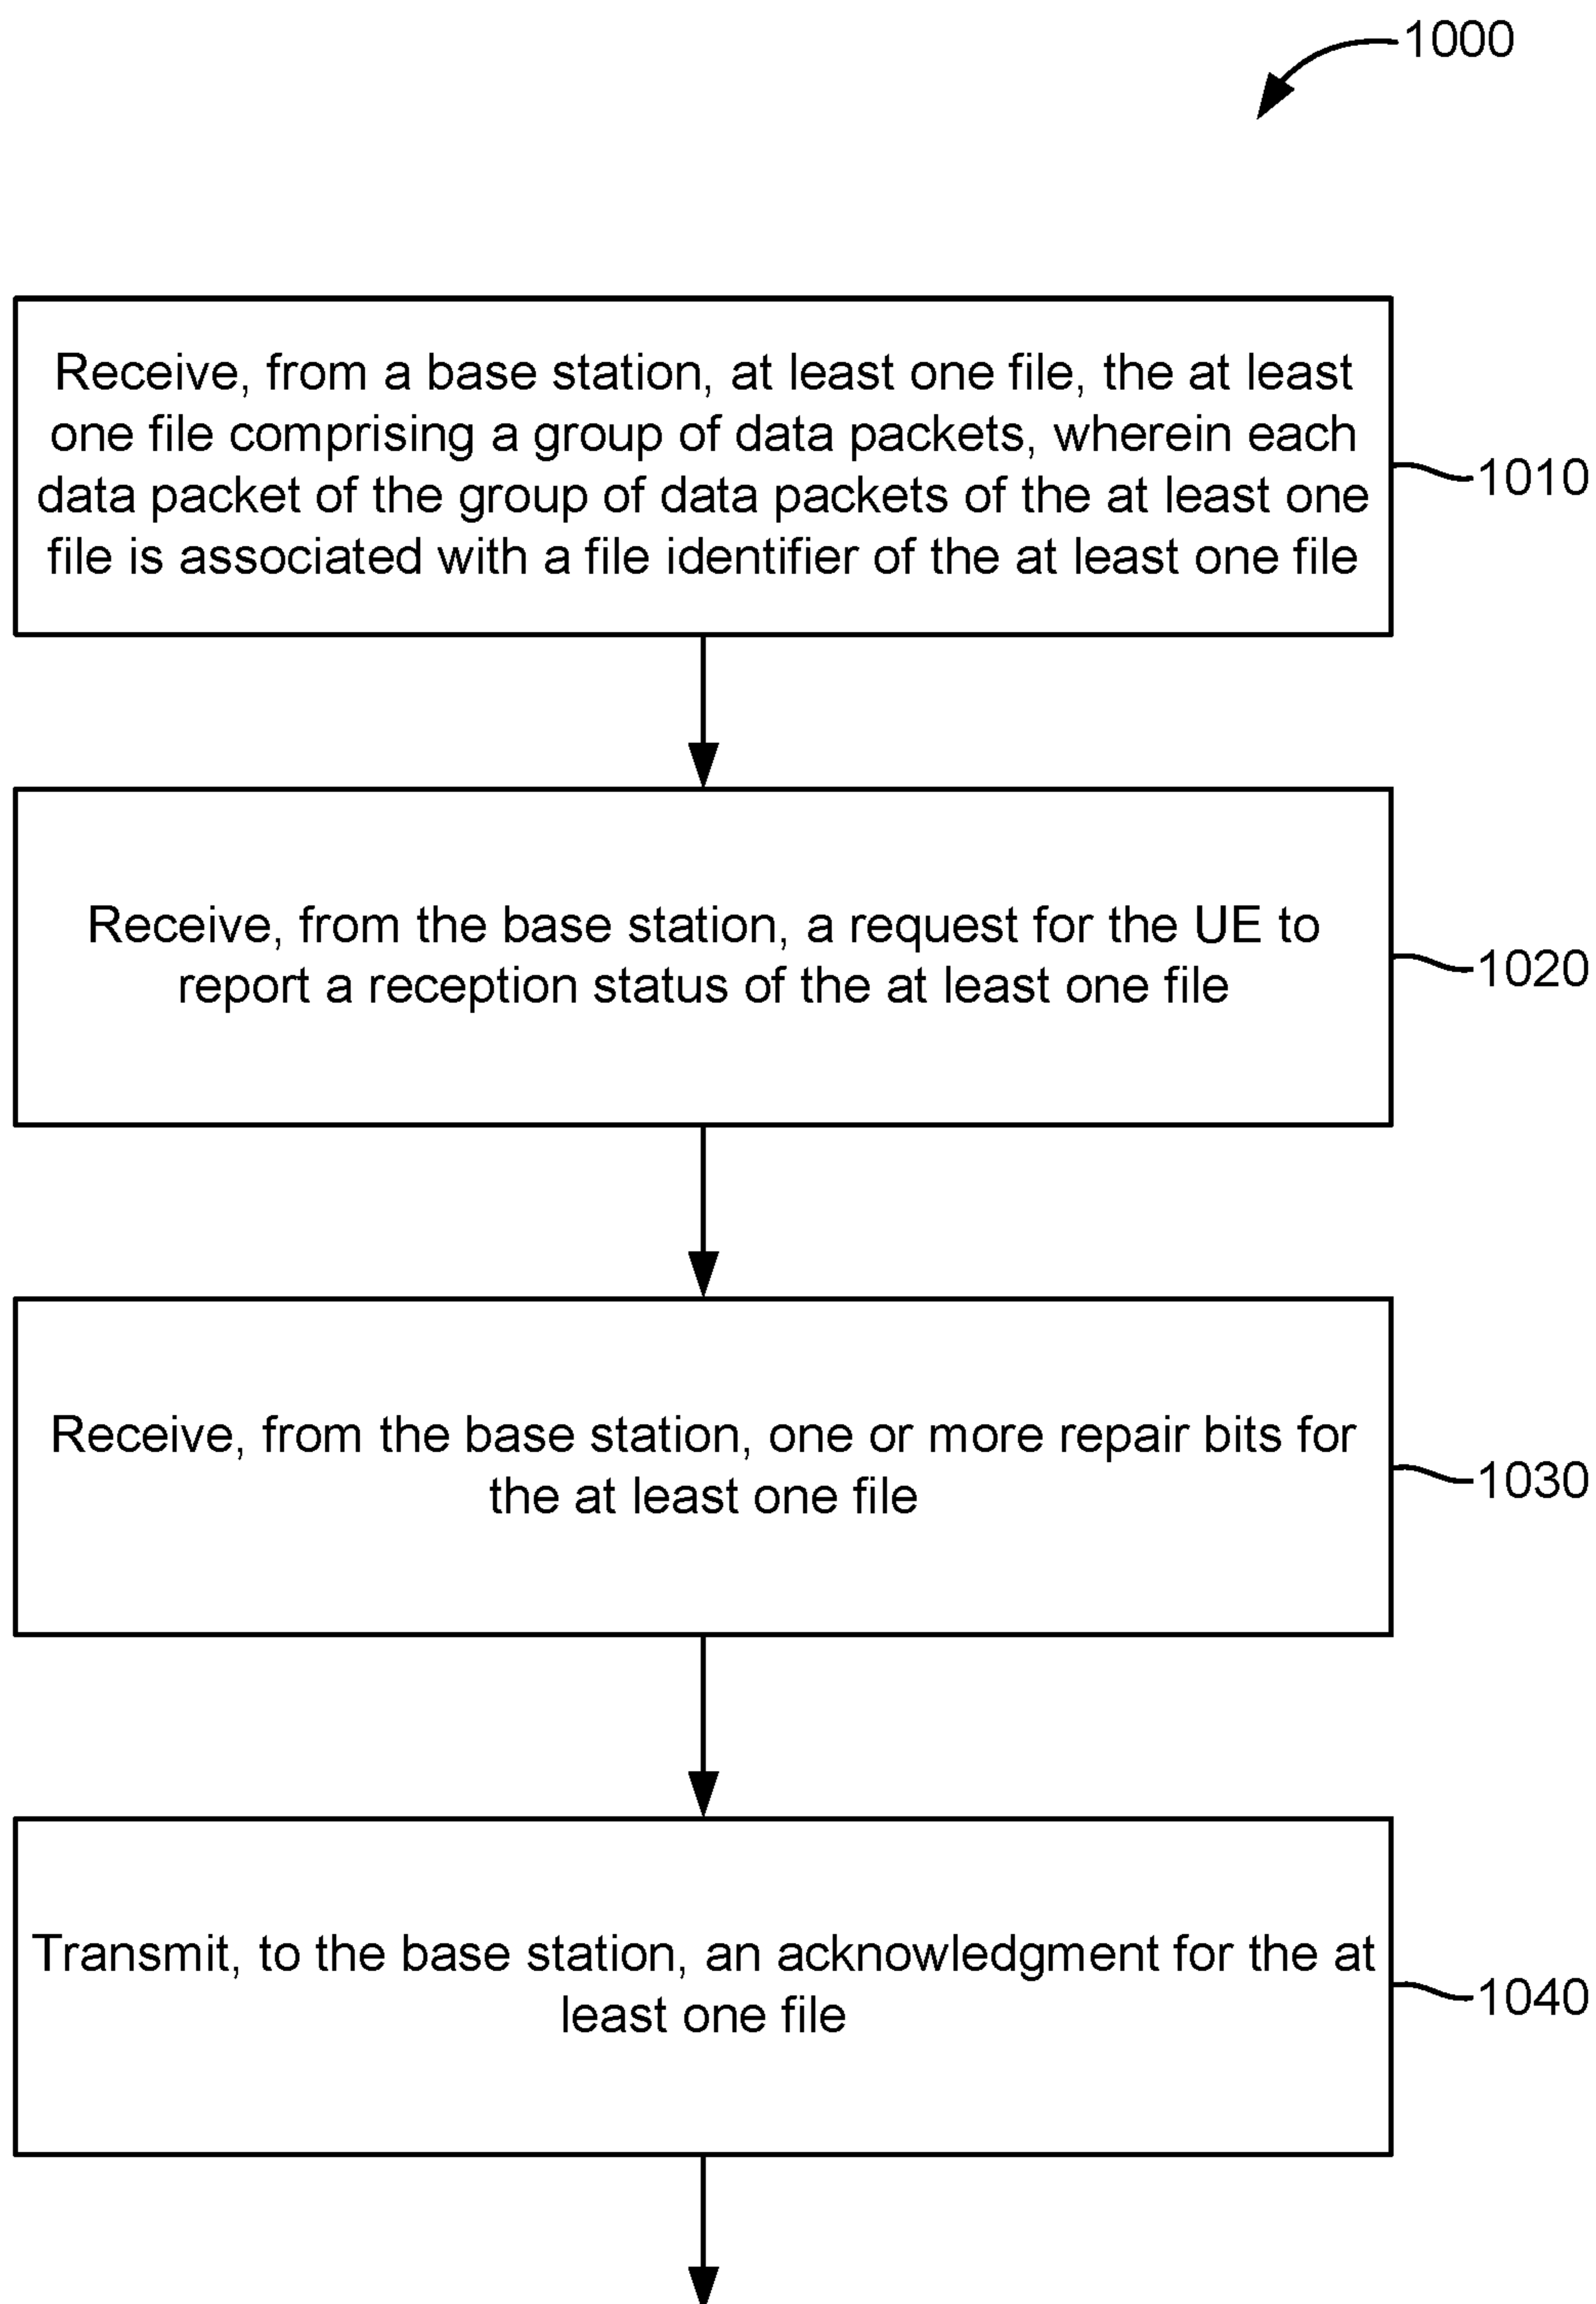 1000
Receive, from a base station, at least one file, the at least
one file comprising a group of data packets, wherein each
data packet of the group of data packets of the at least one
file is associated with a file identifier of the at least one file
1010
Receive, from the base station, a request for the UE to
report a reception status of the at least one file
1020
Receive, from the base station, one or more repair bits for
the at least one file
1030
Transmit, to the base station, an acknowledgment for the at
least one file
1040